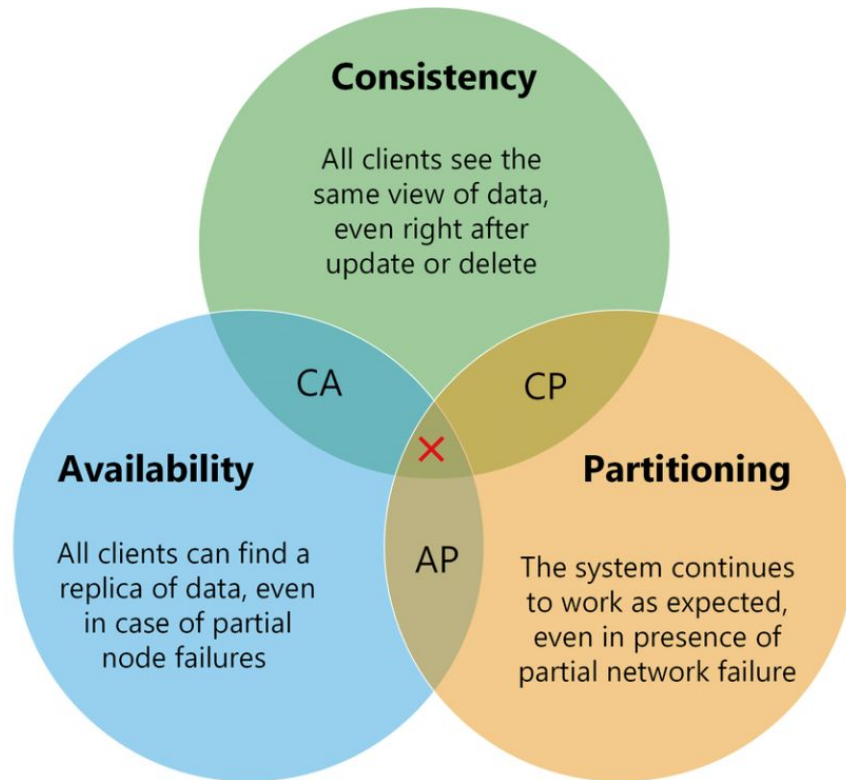 Consistency
All clients see the
same view of data,
even right after
update or delete
CA
CP
Availability
Partitioning
All clients can find a
replica of data, even
in case of partial
node failures
AP
The system continues
to work as expected,
even in presence of
partial network failure